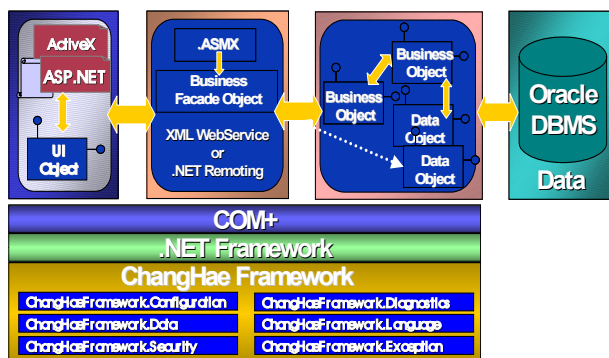 ActiveX
ASP.NET
UI
Object
.ASMX
Business
Facade Object
XML WebService
or
.NET Remoting
Business
Object
Business
Object
Data
Object
Data
Object
Oracle
DBMS
Data
COM+
.NET Framework
ChangHae Framework
ChangHaeFramework.Configuration
ChangHaeFramework.Diagnostics
ChangHaeFramework.Data
ChangHaeFramework.Language
ChangHaeFramework.Security
ChangHaeFramework.Exception